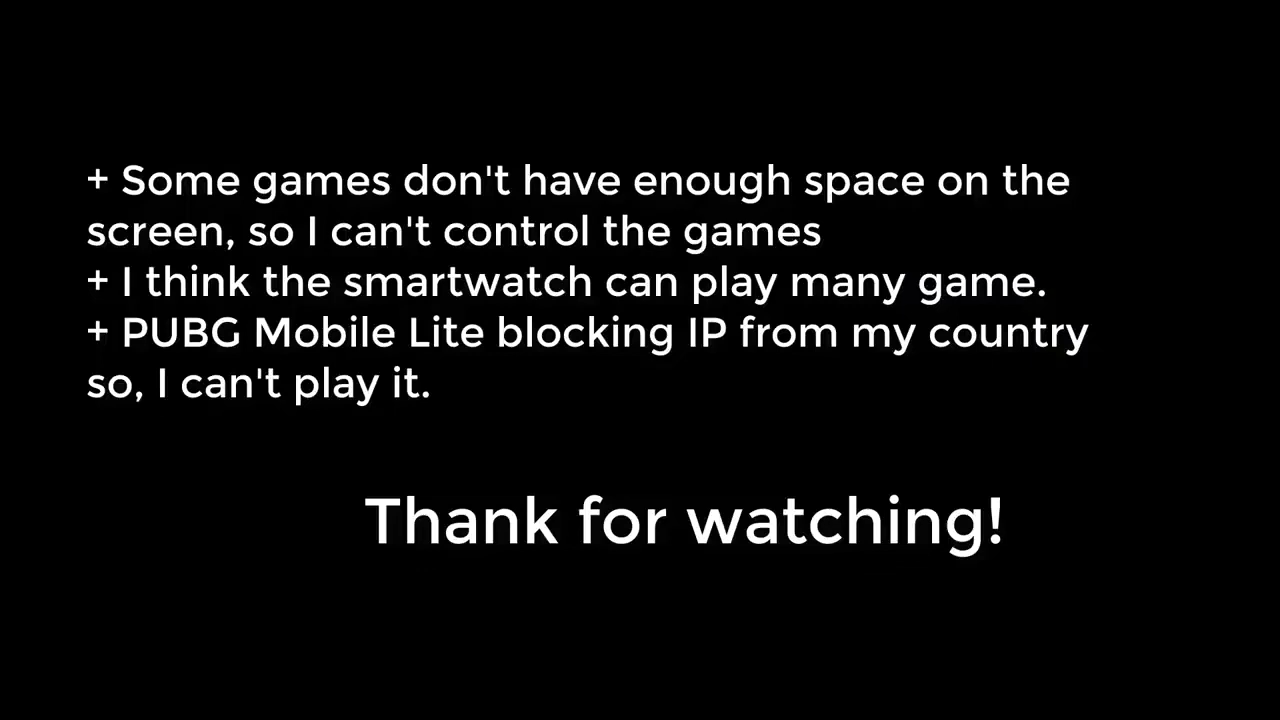 + Some games don't have enough space on the
screen, so I can't control the games
+ I think the smartwatch can play many game.
+ PUBG Mobile Lite blocking IP from my country
so, I can't play it.
Thank for watching!